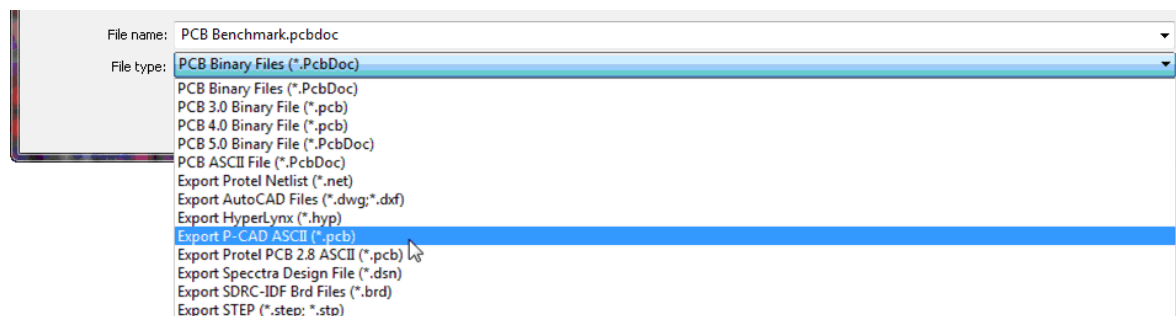 File name: PCB Benchmark.pcbdoc
File type: PCB Binary Files (*.PcbDoc)
PCB Binary Files (*.PcbDoc)
PCB 3.0 Binary File (*.pcb)
PCB 4.0 Binary File (*.pcb)
PCB 5.0 Binary File (*.PcbDoc)
PCB ASCII File (*.PcbDoc)
Export Protel Netlist (*.net)
Export AutoCAD Files (*.dwg;*.dxf)
Export HyperLynx (*.hyp)
Export P-CAD ASCII (*.pcb)
Export Protel PCB 2.8 ASCII (*.pcb)
Export Specctra Design File (*.dsn)
Export SDRC-IDF Brd Files (*.brd)
Export STEP (*.step; *.stp)